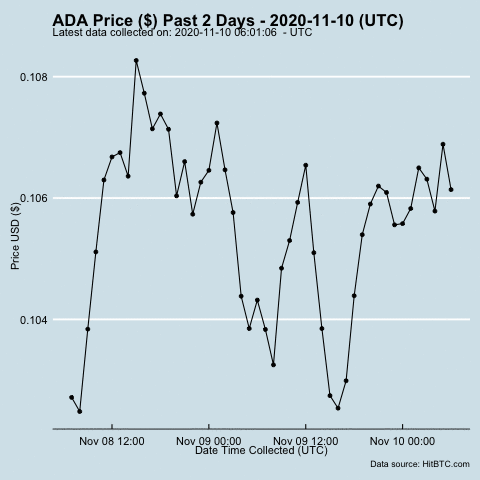 ADA Price ($) Past 2 Days - 2020-11-10 (UTC)
Latest data collected on: 2020-11-10 06:01:06  - UTC
0.108
0.106
0.104
Price USD ($)
Nov 08 12:00 Nov 09 00:00 Nov 09 12:00 Nov 10 00:00
Date Time Collected (UTC)
Data source: HitBTC.com